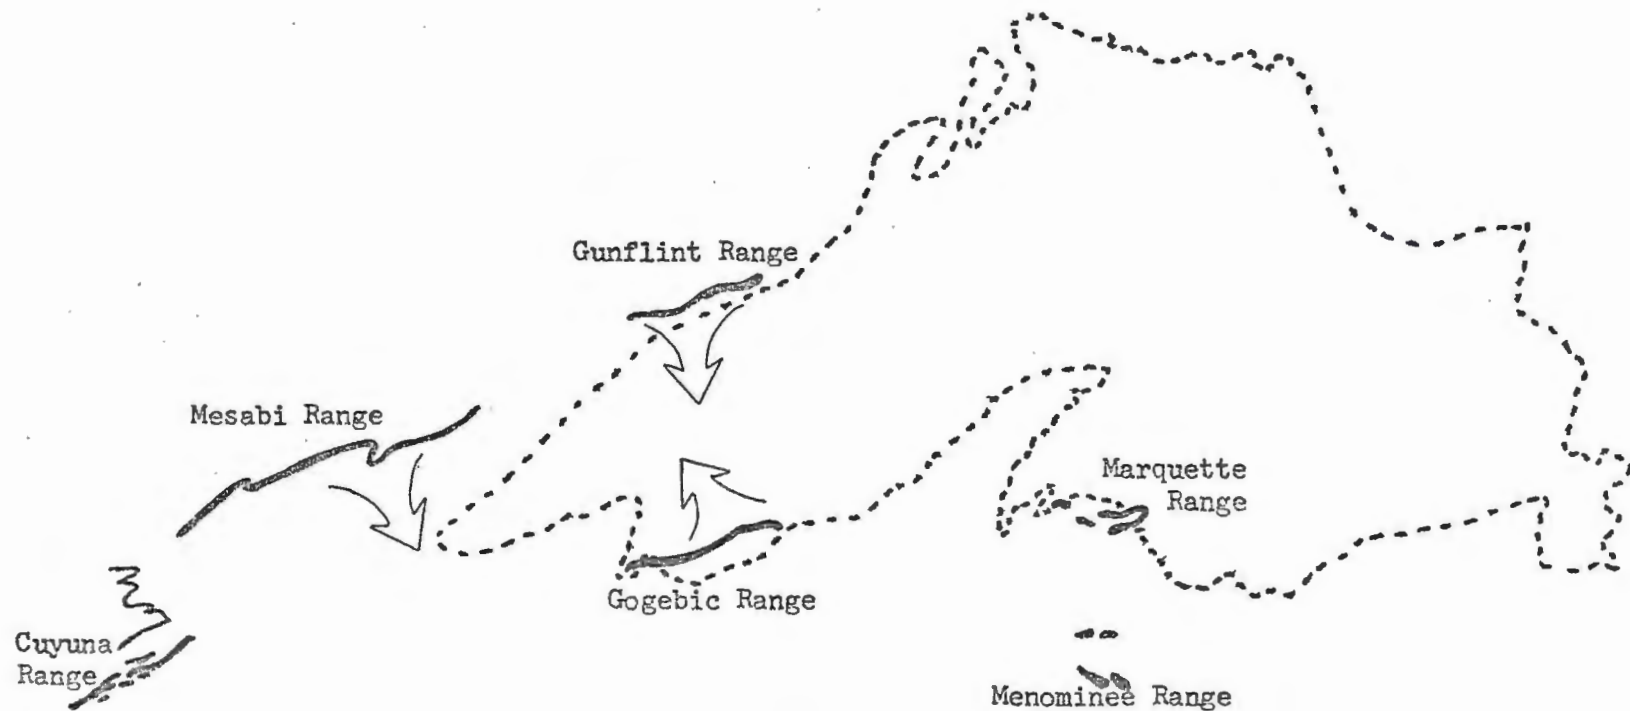 Gunflint Range
Mesabi Range
Marquette
Range
Gogebic Range
Cuyuna
Range
Menominee Range